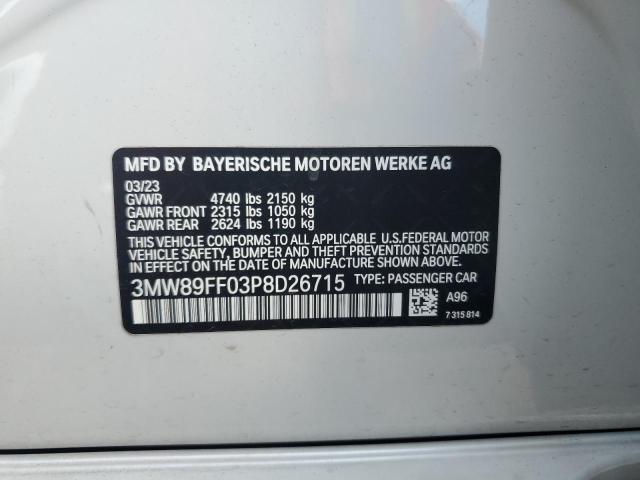 MFD BY BAYERISCHE MOTOREN WERKE AG
03/23
GVWR 4740 lbs 2150 kg
GAWR FRONT 2315 lbs 1050 kg
GAWR REAR 2624 lbs 1190 kg
THIS VEHICLE CONFORMS TO ALL APPLICABLE U.S.FEDERAL MOTOR
VEHICLE SAFETY, BUMPER, AND THEFT PREVENTION STANDARDS
IN EFFECT ON THE DATE OF MANUFACTURE SHOWN ABOVE.
3MW89FF03P8D26715 TYPE: PASSENGER CAR
A96
7 315 814